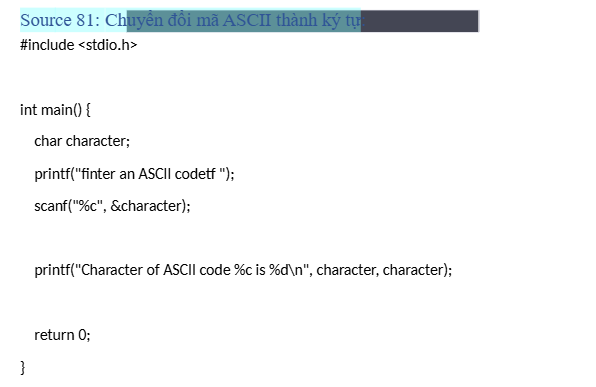 Source 81: Chuyển đổi mã ASCII thành ký tự
#include <stdio.h>
int main() {
char character;
printf("finter an ASCII codetf ");
scanf("%c", &character);
printf("Character of ASCII code %c is %d\n", character, character);
return 0;
}